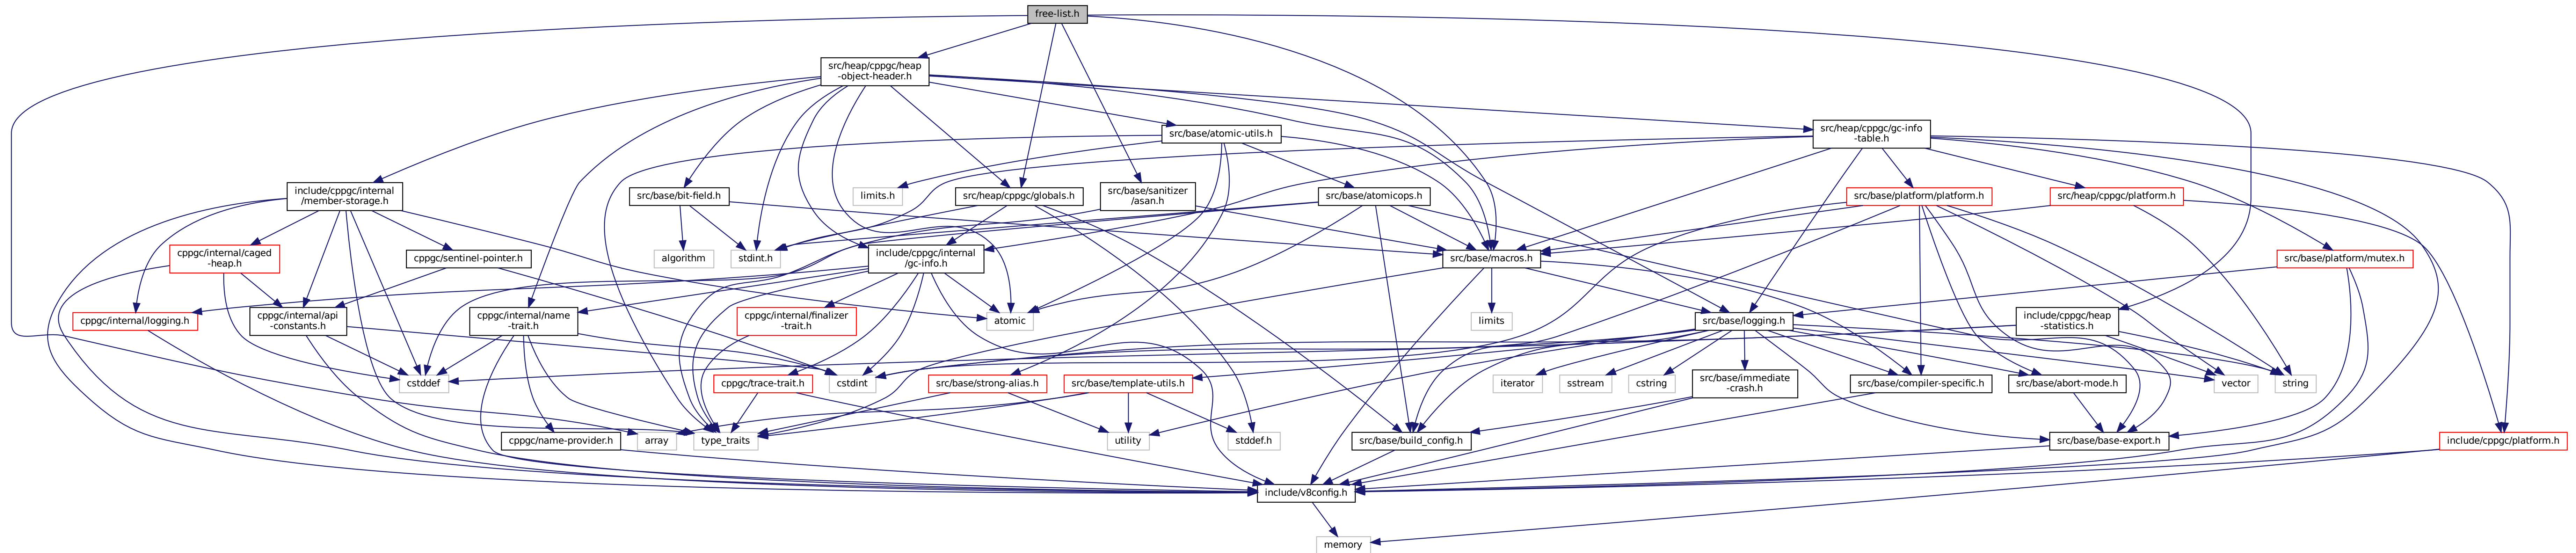 free-list.h
src/heap/cppgc/heap
-object-header.h
src/base/atomic-utils.h
src/heap/cppgc/gc-info
-table.h
include/cppgc/internal
/member-storage.h
src/base/bit-field.h
limits.h
src/heap/cppgc/globals.h
src/base/sanitizer
/asan.h
src/base/atomicops.h
src/base/platform/platform.h
src/heap/cppgc/platform.h
cppgc/internal/caged
-heap.h
cppgc/sentinel-pointer.h
algorithm
stdint.h
include/cppgc/internal
/gc-info.h
src/base/macros.h
src/base/platform/mutex.h
cppgc/internal/logging.h
cppgc/internal/api
-constants.h
cppgc/internal/name
-trait.h
cppgc/internal/finalizer
-trait.h
atomic
limits
src/base/logging.h
include/cppgc/heap
-statistics.h
cstddef
cppgc/trace-trait.h
cstdint
src/base/strong-alias.h
src/base/template-utils.h
iterator
sstream
cstring
src/base/immediate
-crash.h
src/base/compiler-specific.h
src/base/abort-mode.h
vector
string
cppgc/name-provider.h
array
type_traits
utility
stddef.h
src/base/build_config.h
src/base/base-export.h
include/cppgc/platform.h
include/v8config.h
memory